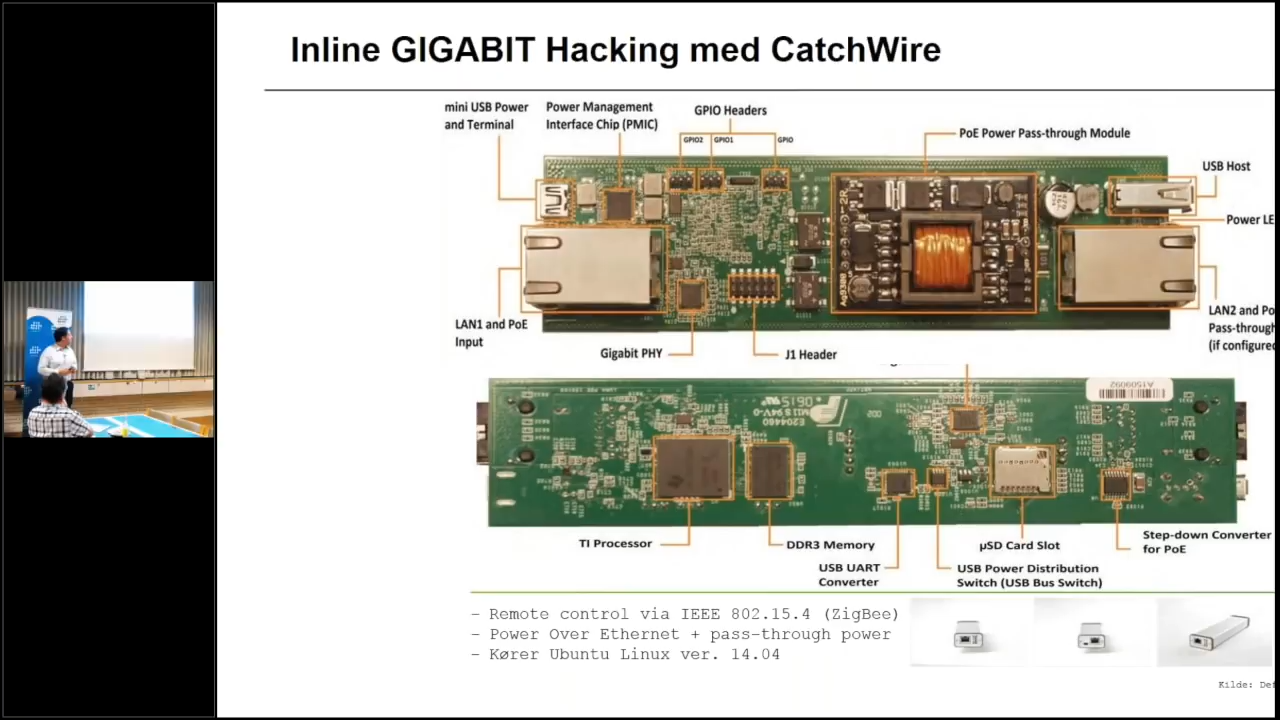 Inline GIGABIT Hacking med CatchWire
mini USB Power
and Terminal
Power Management
Interface Chip (PMIC)
GPIO Headers
GPIO2
GPIO1
GPIO
PoE Power Pass-through Module
USB Host
Power LE
LAN1 and PoE
Input
Gigabit PHY
J1 Header
LAN2 and Po
Pass-through
(if configured
A1509092
E204460
TI Processor
DDR3 Memory
USB UART
Converter
µSD Card Slot
USB Power Distribution
Switch (USB Bus Switch)
Step-down Converter
for PoE
- Remote control via IEEE 802.15.4 (ZigBee)
- Power Over Ethernet + pass-through power
- Kører Ubuntu Linux ver. 14.04
Kilde: Def